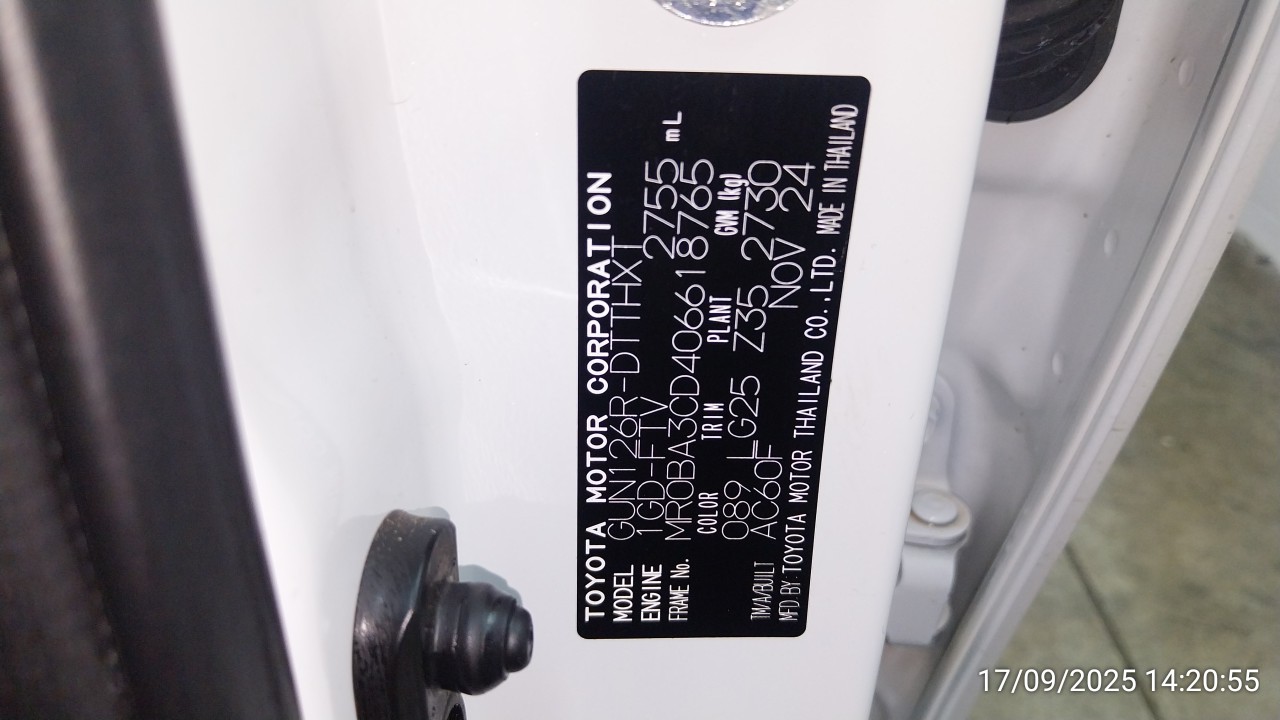 TOYOTA MOTOR CORPORATION
MODEL GUN126R-DTTHXT
ENGINE 1GD-FTV 2755 mL
FRAME No. MR0BA3CD406618765
COLOR TRIM PLANT GVM (kg)
089 LG25 Z35 2730
TM/A/BUILT AC60F NOV 24
MFD BY:TOYOTA MOTOR THAILAND CO.,LTD. MADE IN THAILAND
17/09/2025 14:20:55